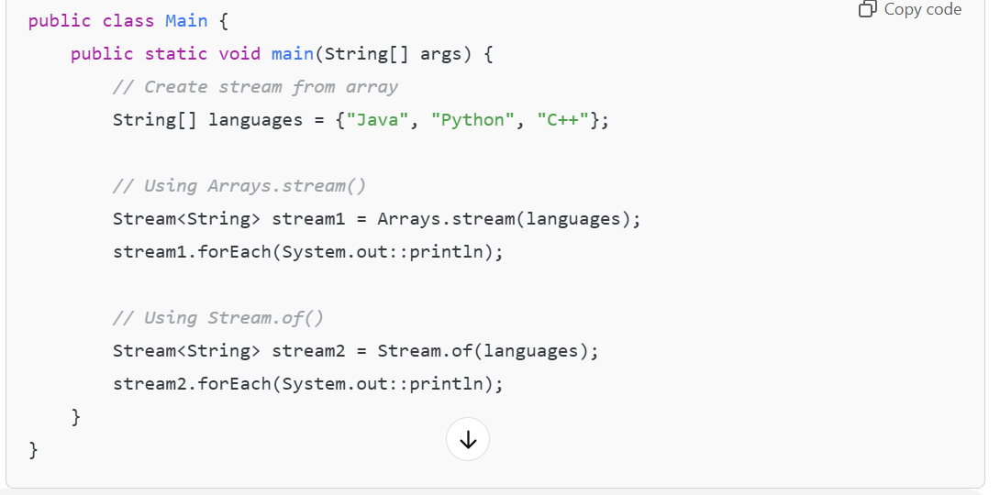 Copy code
public class Main {
    public static void main(String[] args) {
        // Create stream from array
        String[] languages = {"Java", "Python", "C++"};
        // Using Arrays.stream()
        Stream<String> stream1 = Arrays.stream(languages);
        stream1.forEach(System.out::println);
        // Using Stream.of()
        Stream<String> stream2 = Stream.of(languages);
        stream2.forEach(System.out::println);
    }
}